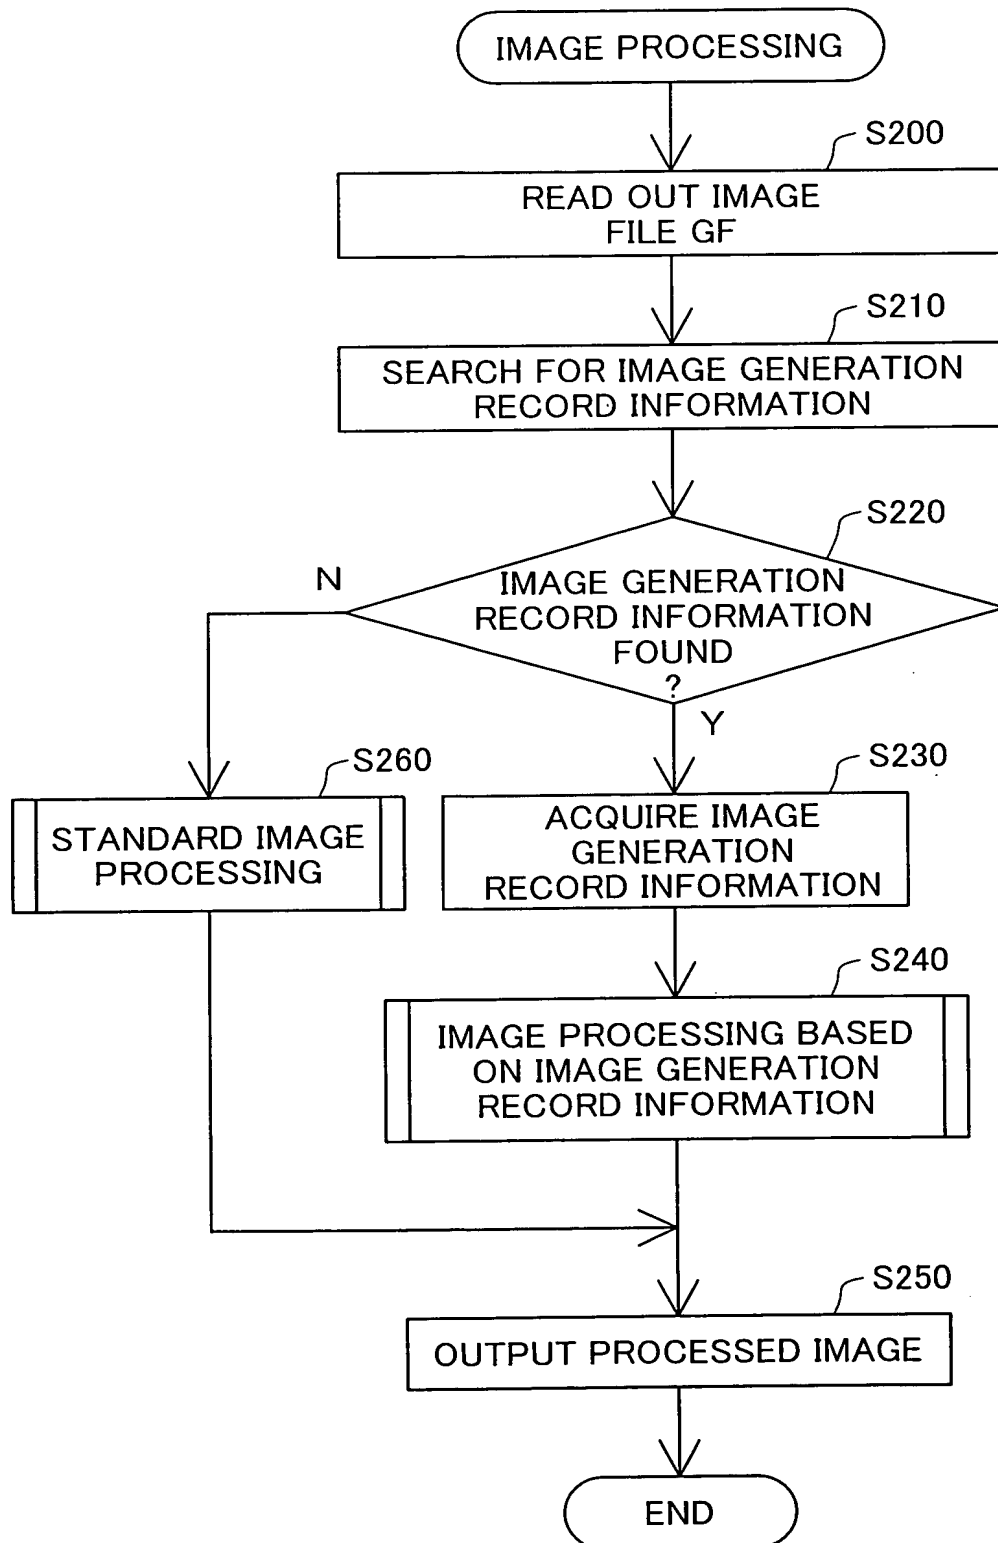 IMAGE PROCESSING
S200
READ OUT IMAGE
FILE GF
S210
SEARCH FOR IMAGE GENERATION
RECORD INFORMATION
S220
IMAGE GENERATION
RECORD INFORMATION
FOUND
?
N
Y
S260
STANDARD IMAGE
PROCESSING
S230
ACQUIRE IMAGE
GENERATION
RECORD INFORMATION
S240
IMAGE PROCESSING BASED
ON IMAGE GENERATION
RECORD INFORMATION
S250
OUTPUT PROCESSED IMAGE
END